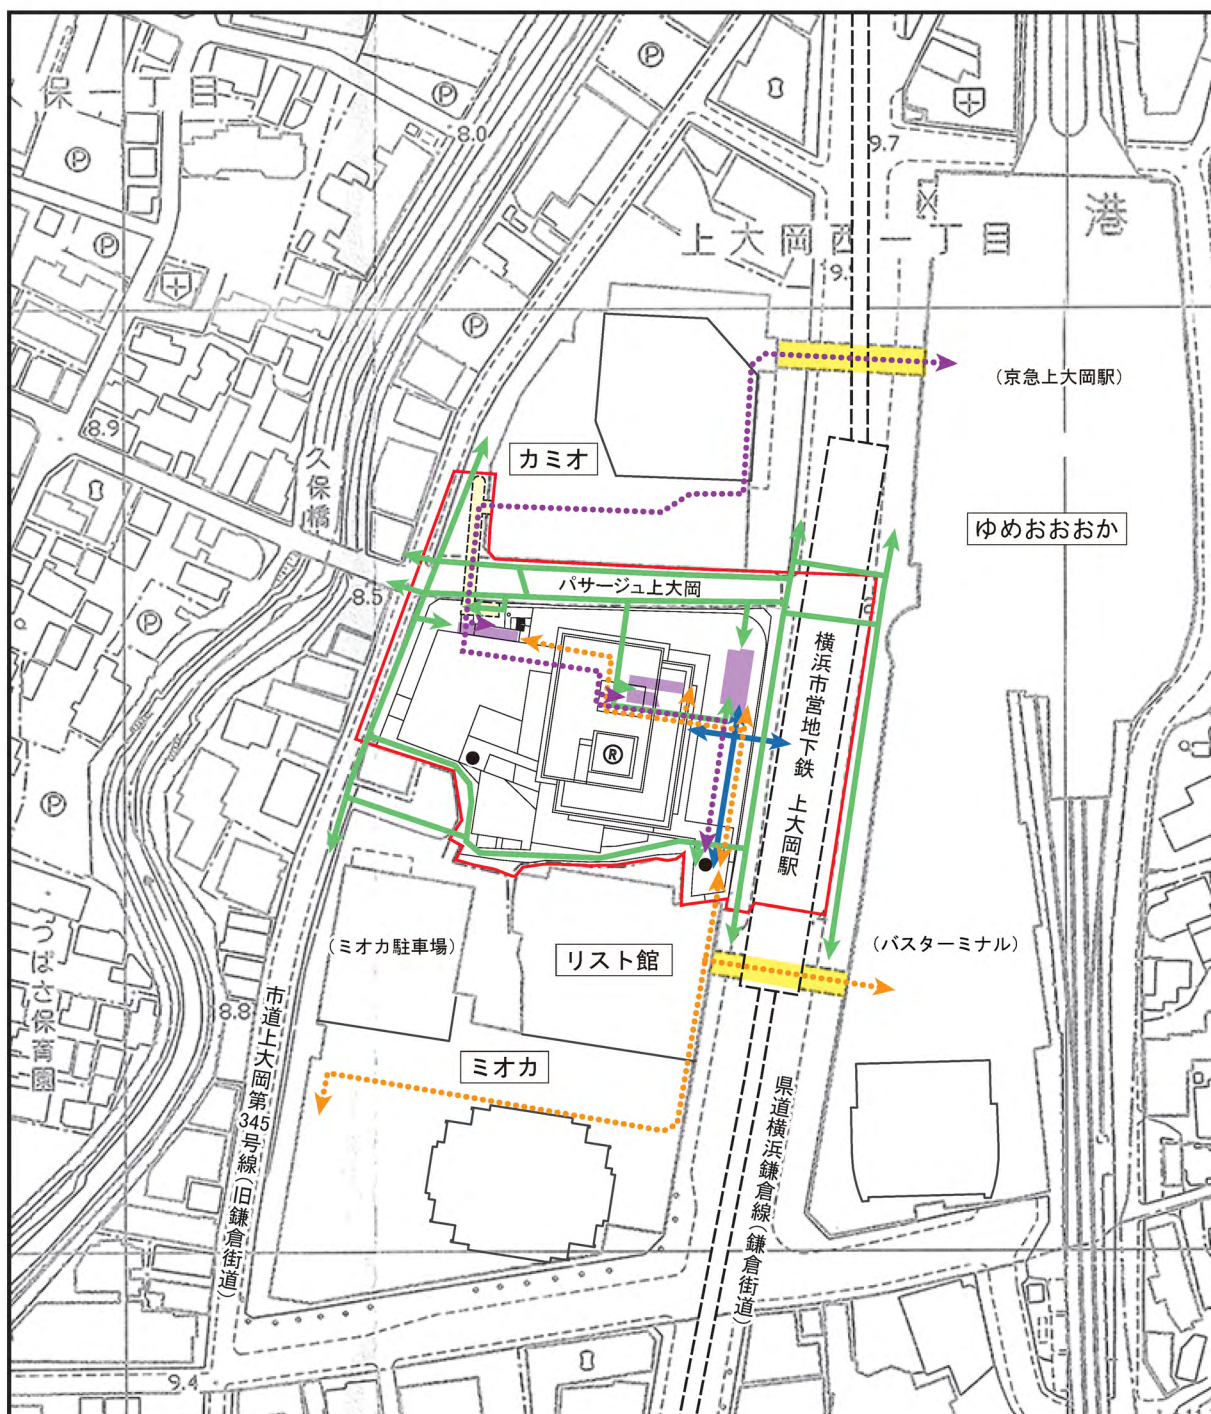 保一丁目
8.0
9.7
港
上大岡西一丁目
9.
(京急上大岡駅)
カミオ
8.9
久保橋
ゆめおおおか
パサージュ上大岡
8.5
横浜市営地下鉄 上大岡駅
R
(ミオカ駐車場)
リスト館
(バスターミナル)
つばさ保育園
8.8
市道上大岡第345号線(旧鎌倉街道)
ミオカ
県道横浜鎌倉線(鎌倉街道)
9.4
P
P
P
P
P
P
P